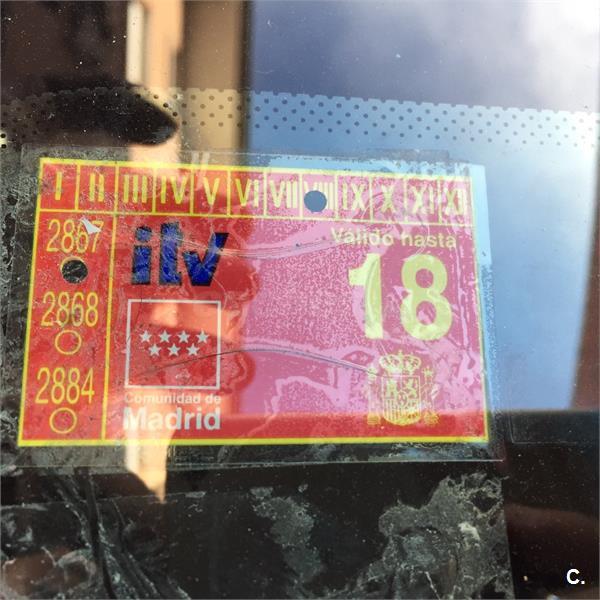 I II III IV V VI VII VIII IX X XI XII
2867 itv Válido hasta
18
2868
2884
Comunidad de
Madrid
C.